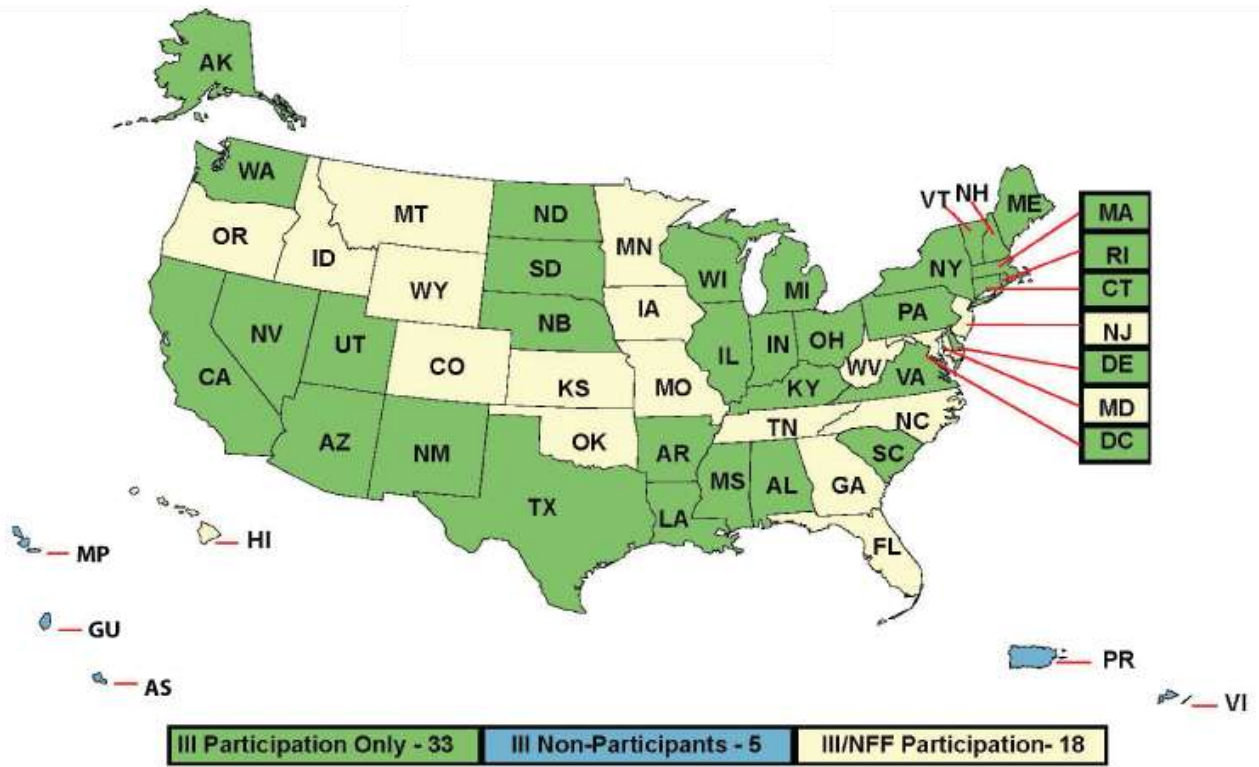 AK
WA
MT
ND
MN
VT
NH
ME
MA
OR
ID
SD
WI
MI
NY
RI
WY
CT
NV
UT
NB
IA
PA
NJ
CA
CO
IL
IN
OH
DE
KS
MO
WV
VA
KY
MD
AZ
NM
OK
AR
TN
NC
DC
SC
MS
AL
GA
TX
LA
FL
HI
MP
GU
AS
PR
VI
III Participation Only - 33
III Non-Participants - 5
III/NFF Participation- 18